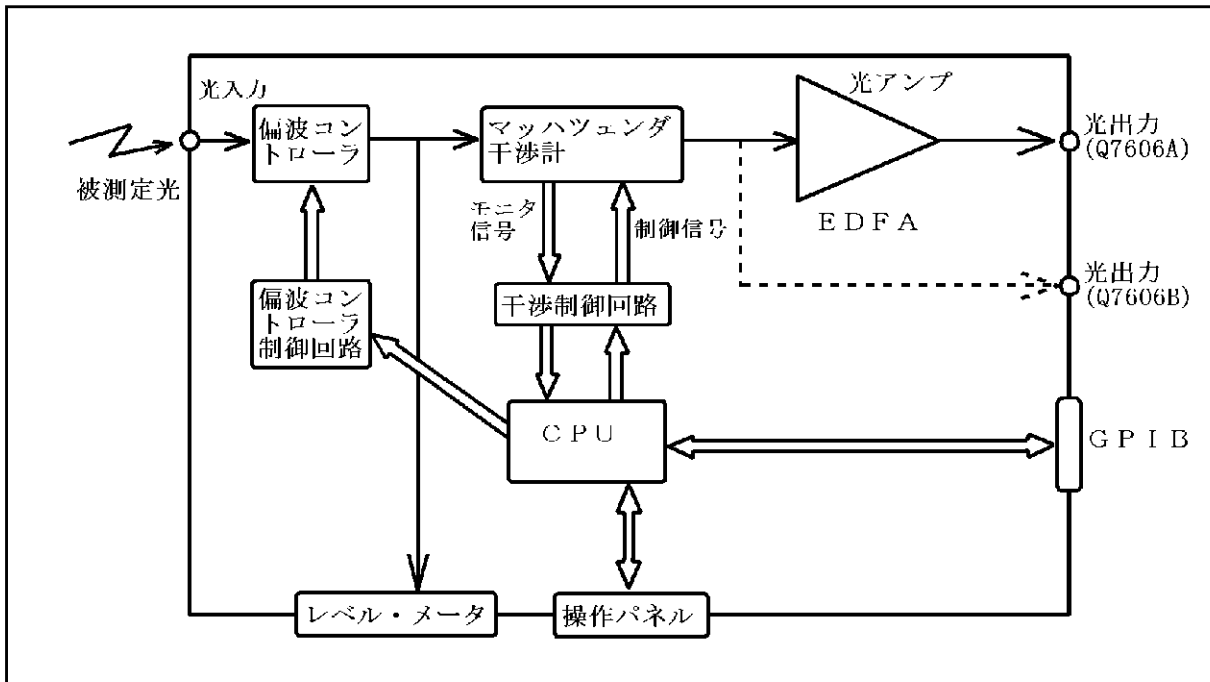 光入力
被測定光
偏波コン
トローラ
マッハツェンダ
干渉計
光アンプ
EDFA
光出力
(Q7606A)
モニタ
信号
制御信号
光出力
(Q7606B)
偏波コン
トローラ
制御回路
干渉制御回路
CPU
GPIB
レベル・メータ
操作パネル